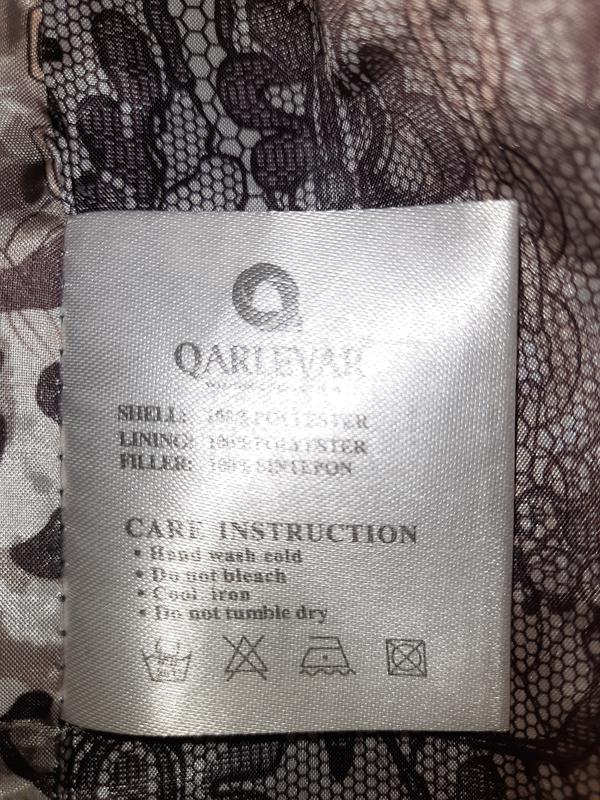 QARLEVAR
SHELL: 100% POLYESTER
LINING: 100% POLYESTER
FILLER: 100% SINTEPON
CARE INSTRUCTION
• Hand wash cold
• Do not bleach
• Cool iron
• Do not tumble dry